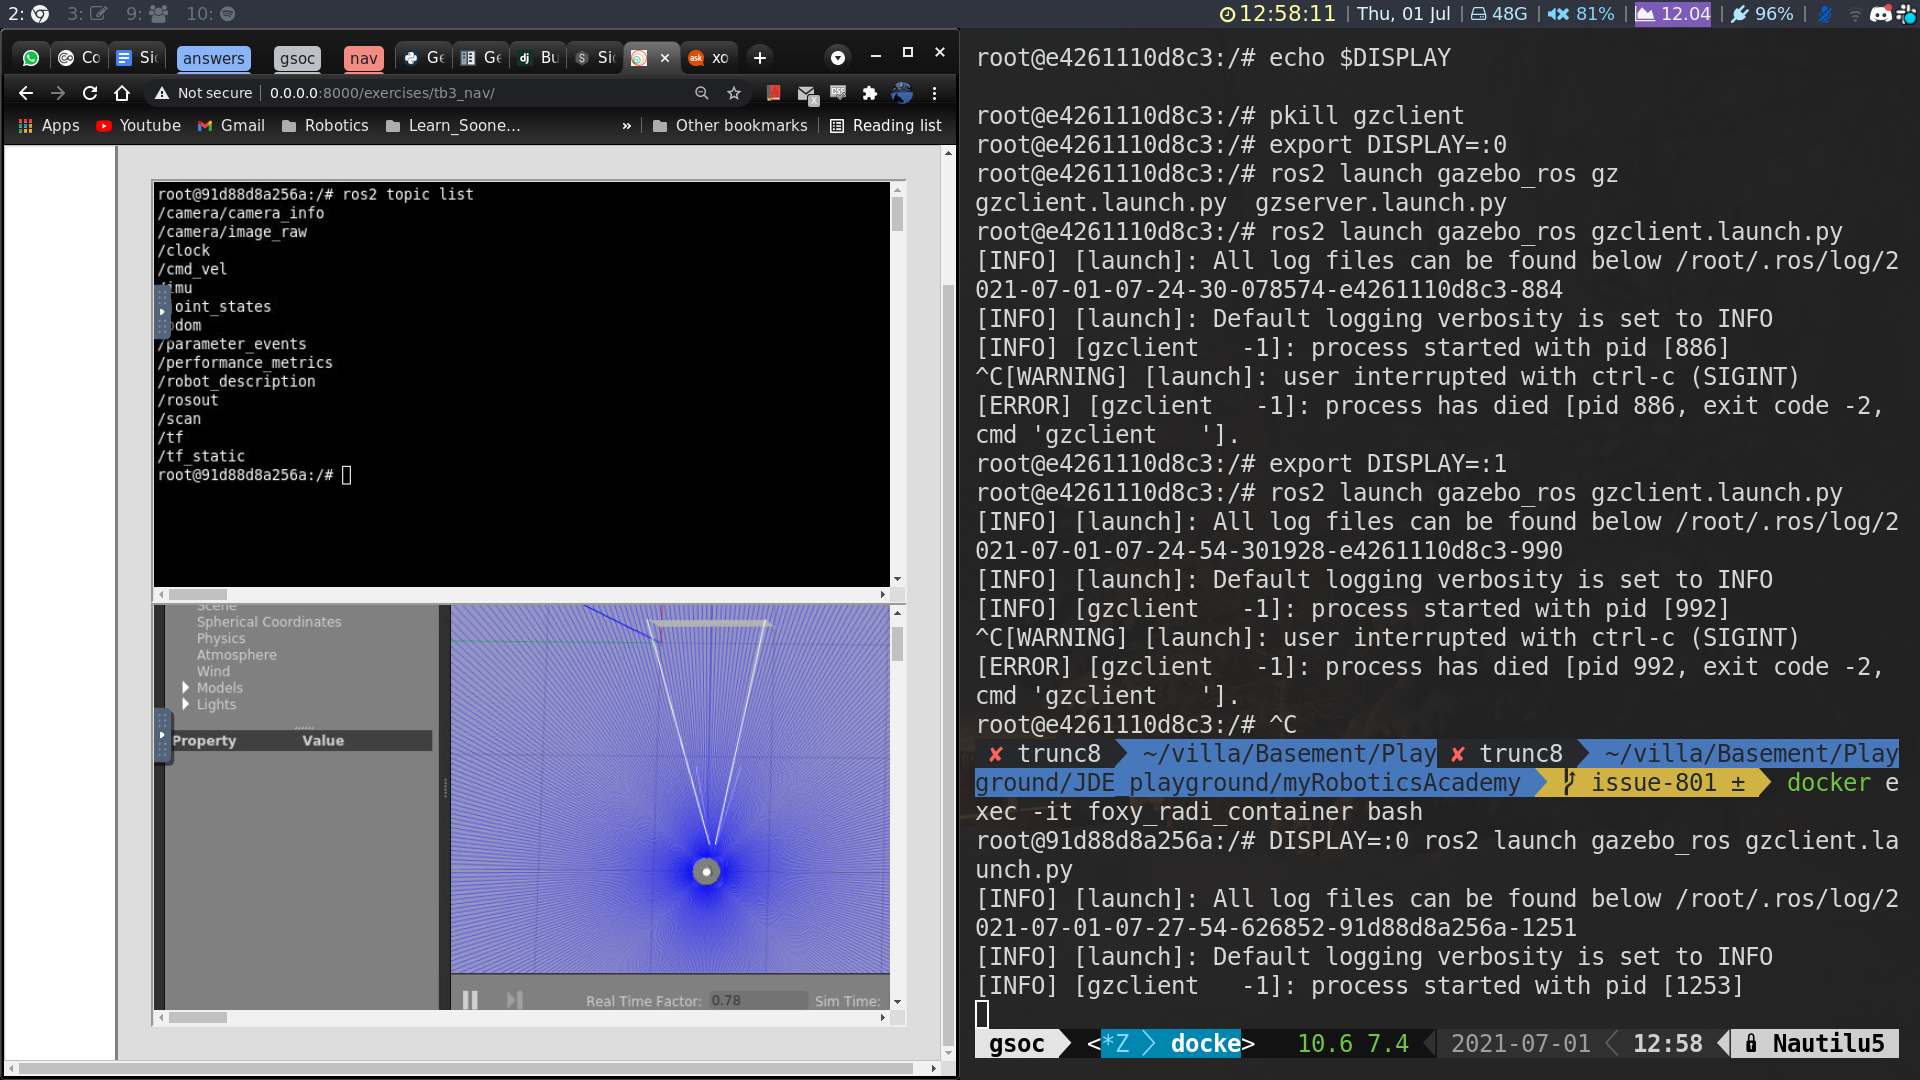 2: 3: 9: 10: 12:58:11 | Thu, 01 Jul | 48G | 81% | 12.04 | 96% |
Co Sic answers gsoc nav Ge Ge Bu Sic xo
Not secure | 0.0.0.0:8000/exercises/tb3_nav/
Apps Youtube Gmail Robotics Learn_Soone... » Other bookmarks Reading list
root@91d88d8a256a:/# ros2 topic list
/camera/camera_info
/camera/image_raw
/clock
/cmd_vel
/imu
joint_states
odom
/parameter_events
/performance_metrics
/robot_description
/rosout
/scan
/tf
/tf_static
root@91d88d8a256a:/#
Scene
Spherical Coordinates
Physics
Atmosphere
Wind
Models
Lights
Property Value
Real Time Factor: 0.78 Sim Time:
root@e4261110d8c3:/# echo $DISPLAY
root@e4261110d8c3:/# pkill gzclient
root@e4261110d8c3:/# export DISPLAY=:0
root@e4261110d8c3:/# ros2 launch gazebo_ros gz
gzclient.launch.py  gzserver.launch.py
root@e4261110d8c3:/# ros2 launch gazebo_ros gzclient.launch.py
[INFO] [launch]: All log files can be found below /root/.ros/log/2
021-07-01-07-24-30-078574-e4261110d8c3-884
[INFO] [launch]: Default logging verbosity is set to INFO
[INFO] [gzclient   -1]: process started with pid [886]
^C[WARNING] [launch]: user interrupted with ctrl-c (SIGINT)
[ERROR] [gzclient   -1]: process has died [pid 886, exit code -2,
cmd 'gzclient   '].
root@e4261110d8c3:/# export DISPLAY=:1
root@e4261110d8c3:/# ros2 launch gazebo_ros gzclient.launch.py
[INFO] [launch]: All log files can be found below /root/.ros/log/2
021-07-01-07-24-54-301928-e4261110d8c3-990
[INFO] [launch]: Default logging verbosity is set to INFO
[INFO] [gzclient   -1]: process started with pid [992]
^C[WARNING] [launch]: user interrupted with ctrl-c (SIGINT)
[ERROR] [gzclient   -1]: process has died [pid 992, exit code -2,
cmd 'gzclient   '].
root@e4261110d8c3:/# ^C
✘ trunc8 ~/villa/Basement/Play ✘ trunc8 ~/villa/Basement/Play
ground/JDE_playground/myRoboticsAcademy issue-801 ± docker e
xec -it foxy_radi_container bash
root@91d88d8a256a:/# DISPLAY=:0 ros2 launch gazebo_ros gzclient.la
unch.py
[INFO] [launch]: All log files can be found below /root/.ros/log/2
021-07-01-07-27-54-626852-91d88d8a256a-1251
[INFO] [launch]: Default logging verbosity is set to INFO
[INFO] [gzclient   -1]: process started with pid [1253]
gsoc <*Z docke> 10.6 7.4 2021-07-01 12:58 Nautilu5